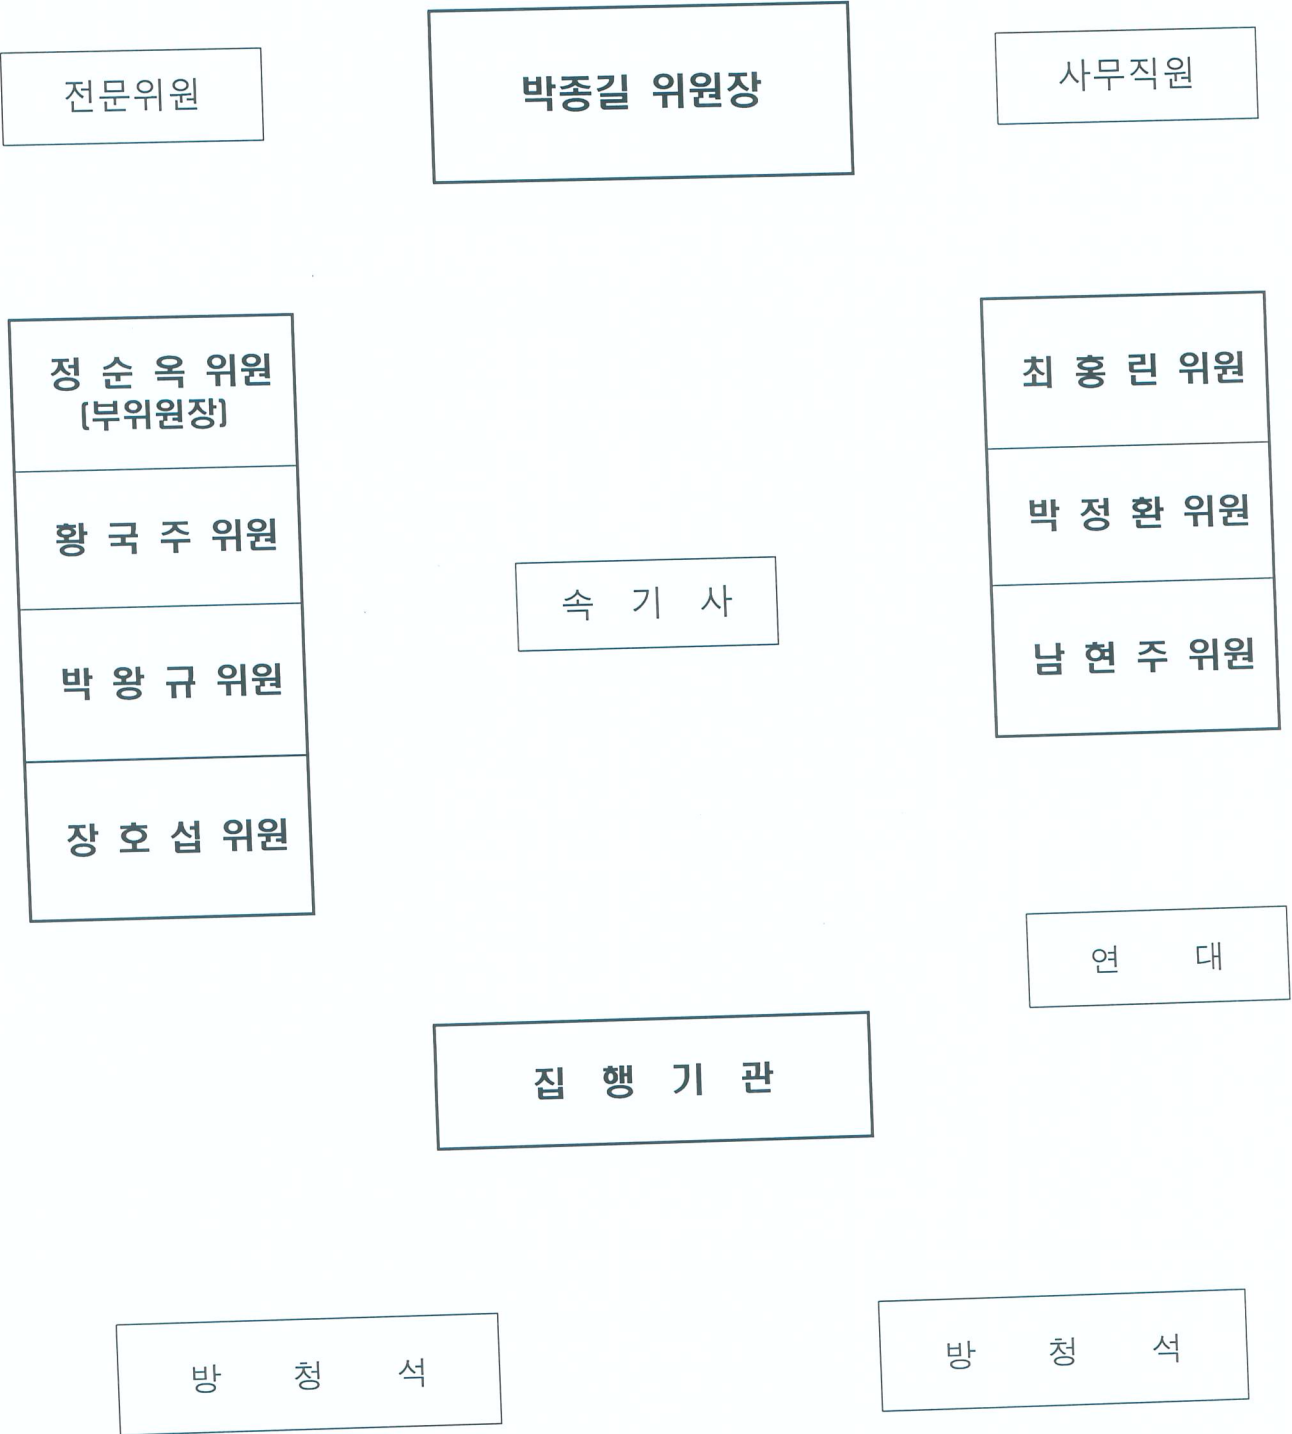 전문위원
박종길 위원장
사무직원
정 순 옥 위원
(부위원장)
황 국 주 위원
박 왕 규 위원
장 호 섭 위원
최 홍 린 위원
박 정 환 위원
남 현 주 위원
속 기 사
연 대
집 행 기 관
방 청 석
방 청 석